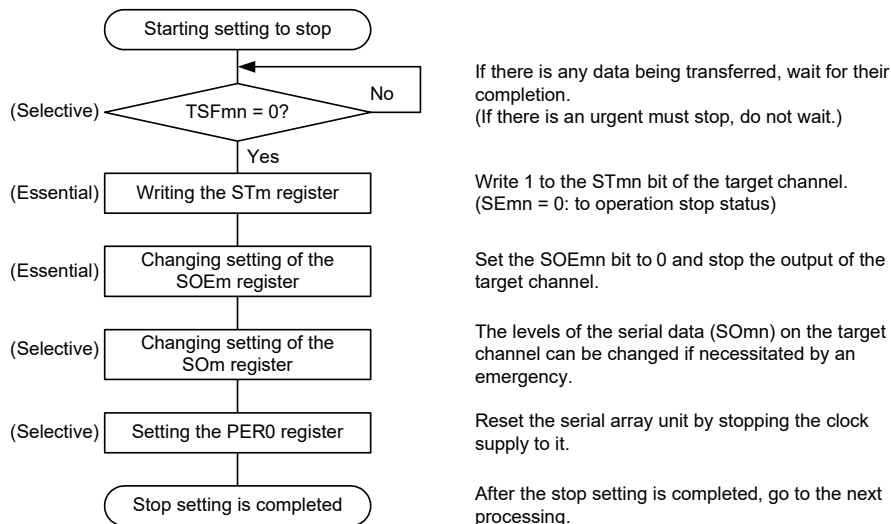 Starting setting to stop
No
If there is any data being transferred, wait for their
completion.
(If there is an urgent must stop, do not wait.)
(Selective)
TSFmn = 0?
Yes
(Essential)
Writing the STm register
Write 1 to the STmn bit of the target channel.
(SEmn = 0: to operation stop status)
(Essential)
Changing setting of the
SOEm register
Set the SOEmn bit to 0 and stop the output of the
target channel.
(Selective)
Changing setting of the
SOm register
The levels of the serial data (SOmn) on the target
channel can be changed if necessitated by an
emergency.
(Selective)
Setting the PER0 register
Reset the serial array unit by stopping the clock
supply to it.
Stop setting is completed
After the stop setting is completed, go to the next
processing.